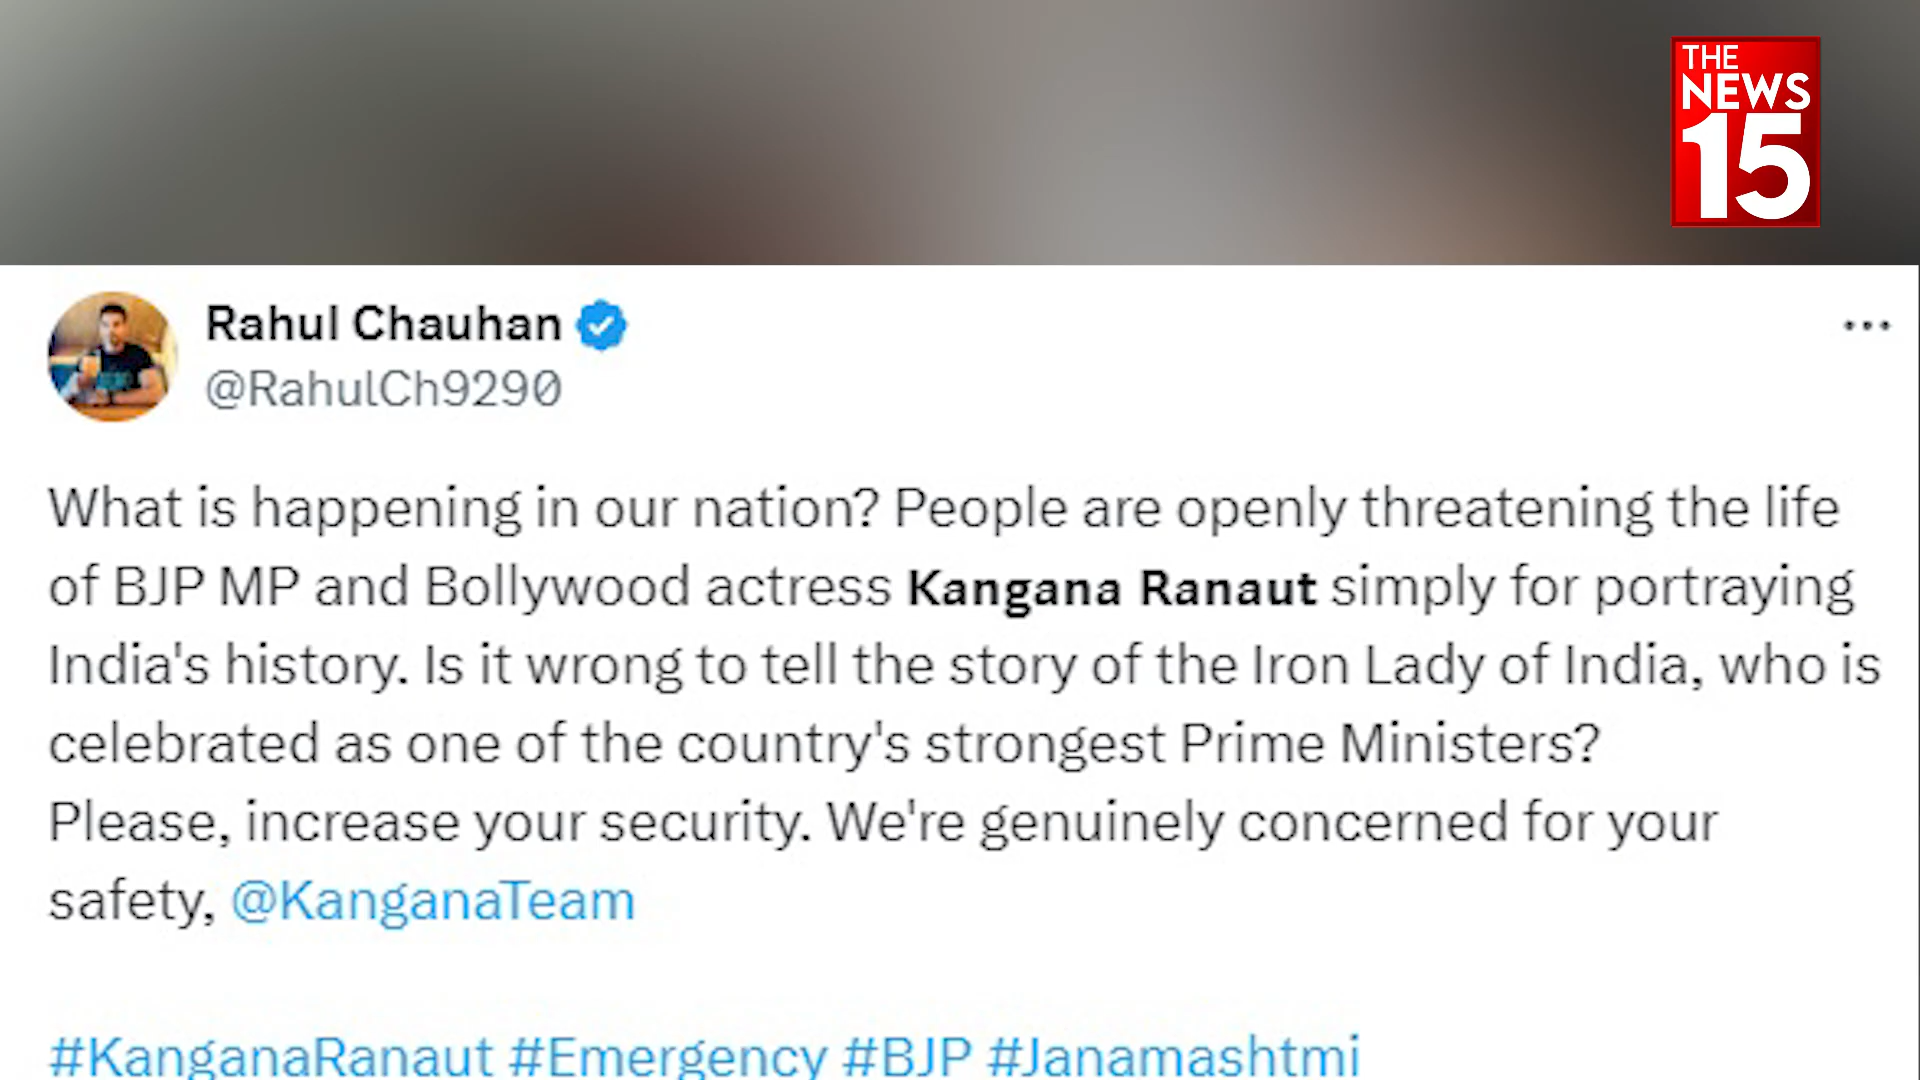 THE
NEWS
15
Rahul Chauhan
@RahulCh9290
What is happening in our nation? People are openly threatening the life
of BJP MP and Bollywood actress Kangana Ranaut simply for portraying
India's history. Is it wrong to tell the story of the Iron Lady of India, who is
celebrated as one of the country's strongest Prime Ministers?
Please, increase your security. We're genuinely concerned for your
safety, @KanganaTeam
#KanganaRanaut #Emergency #BJP #Janamashtmi